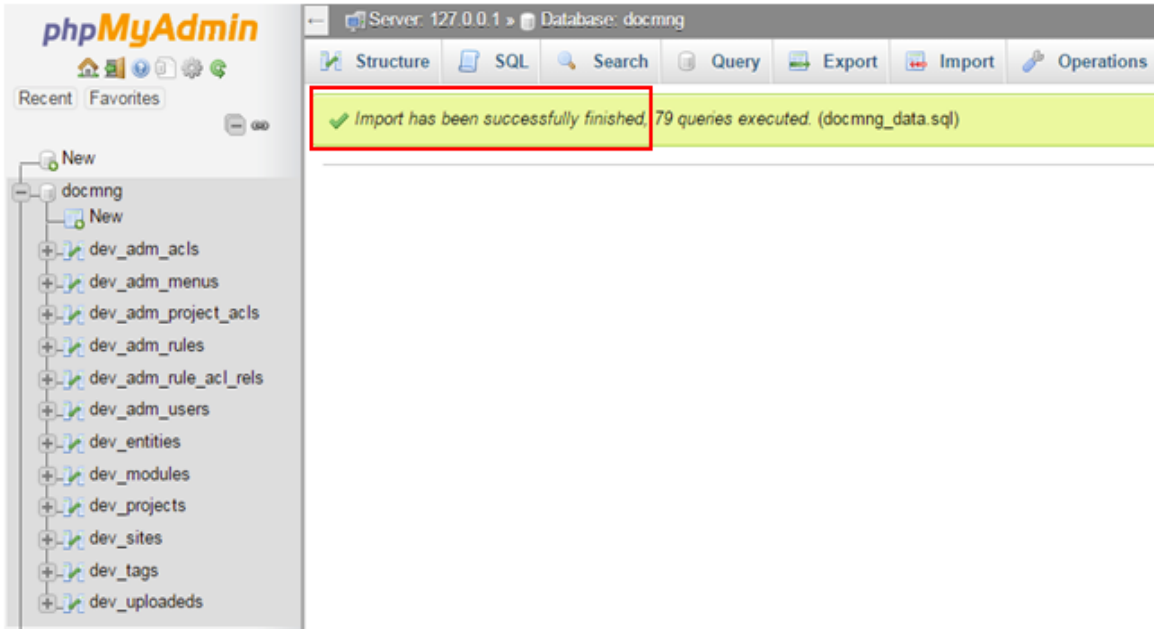 phpMyAdmin
Recent Favorites
New
docmng
New
dev_adm_acls
dev_adm_menus
dev_adm_project_acls
dev_adm_rules
dev_adm_rule_acl_rels
dev_adm_users
dev_entities
dev_modules
dev_projects
dev_sites
dev_tags
dev_uploadeds
Server: 127.0.0.1 » Database: docmng
Structure SQL Search Query Export Import Operations
Import has been successfully finished, 79 queries executed. (docmng_data.sql)